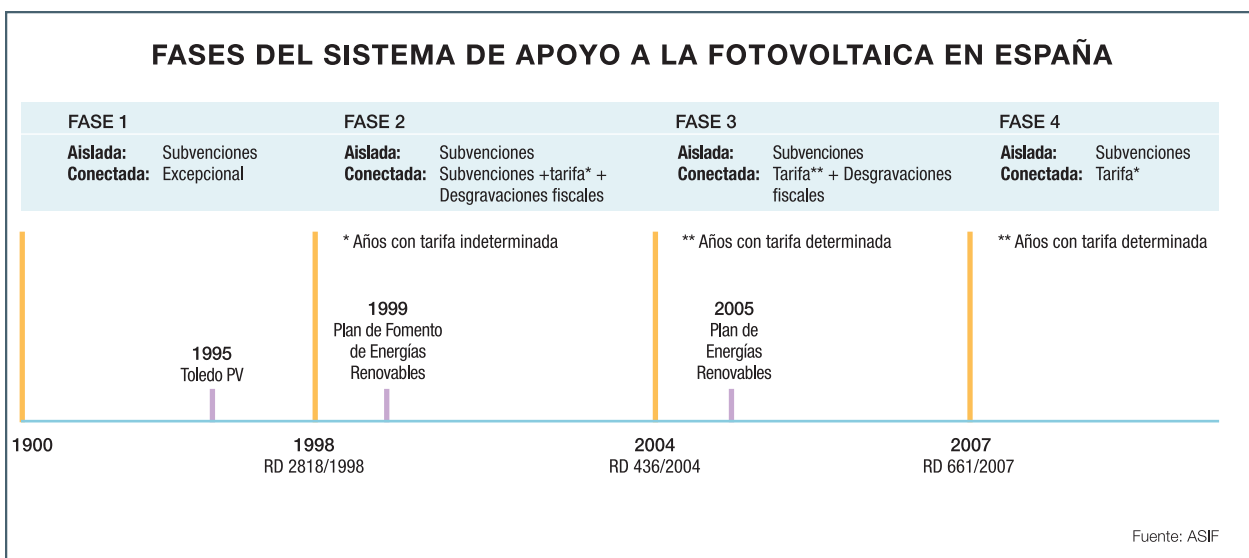 FASES DEL SISTEMA DE APOYO A LA FOTOVOLTAICA EN ESPAÑA
FASE 1
Aislada: Subvenciones
Conectada: Excepcional
FASE 2
Aislada: Subvenciones
Conectada: Subvenciones +tarifa* +
Desgravaciones fiscales
FASE 3
Aislada: Subvenciones
Conectada: Tarifa** + Desgravaciones
fiscales
FASE 4
Aislada: Subvenciones
Conectada: Tarifa*
* Años con tarifa indeterminada
** Años con tarifa determinada
** Años con tarifa determinada
1995
Toledo PV
1999
Plan de Fomento
de Energías
Renovables
2005
Plan de
Energías
Renovables
1900
1998
RD 2818/1998
2004
RD 436/2004
2007
RD 661/2007
Fuente: ASIF